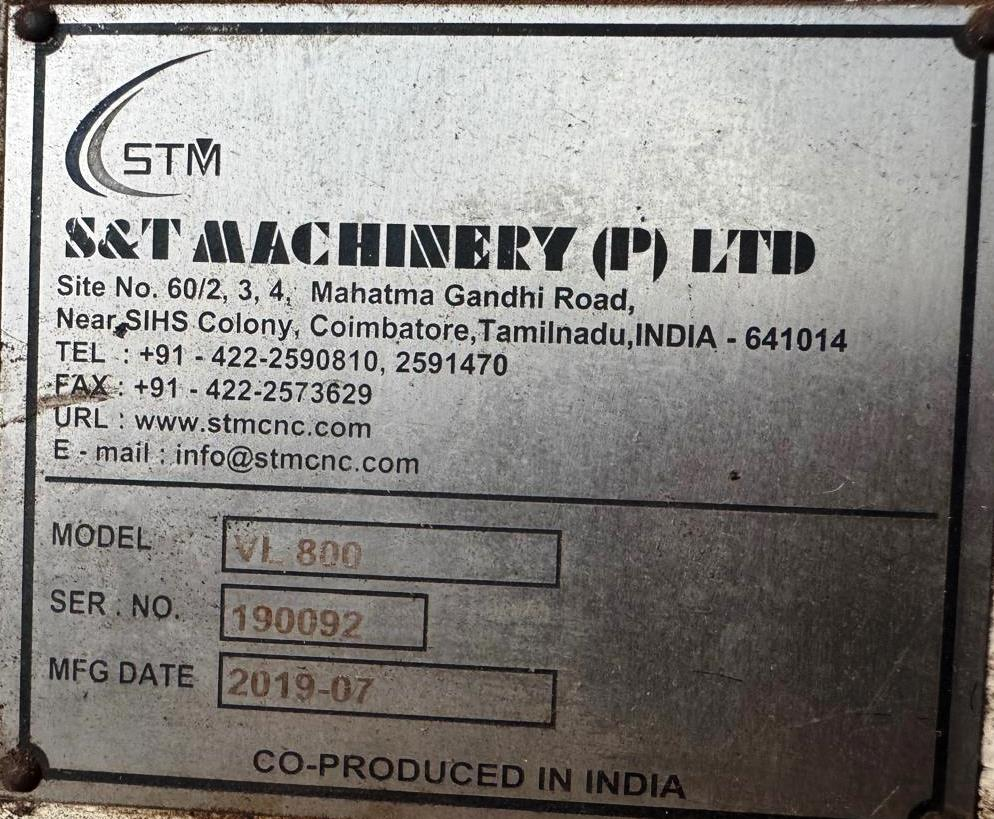 STM
S&T MACHINERY (P) LTD
Site No. 60/2, 3, 4, Mahatma Gandhi Road,
Near SIHS Colony, Coimbatore,Tamilnadu,INDIA - 641014
TEL : +91 - 422-2590810, 2591470
FAX : +91 - 422-2573629
URL : www.stmcnc.com
E - mail : info@stmcnc.com
MODEL VL 800
SER . NO. 190092
MFG DATE 2019-07
CO-PRODUCED IN INDIA